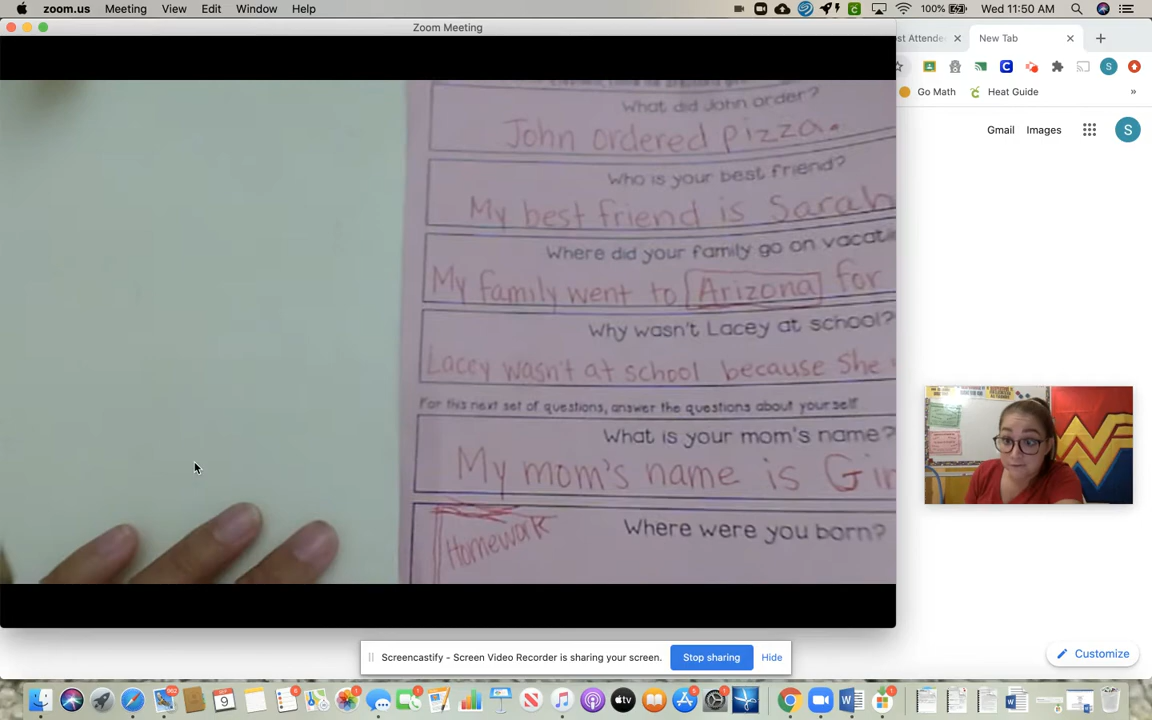 zoom.us Meeting View Edit Window Help
100% Wed 11:50 AM
Zoom Meeting
New Tab
S
Go Math Heat Guide »
Gmail Images S
What did John order?
John ordered pizza.
Who is your best friend?
My best friend is Sarah
Where did your family go on
My family went to Arizona for
Why wasn't Lacey at school?
Lacey wasn't at school because she
For this next set of questions, answer the questions about yourself
What is your mom's name?
My mom's name is
Homework
Where were you born?
Screencastify - Screen Video Recorder is sharing your screen.
Stop sharing
Hide
Customize